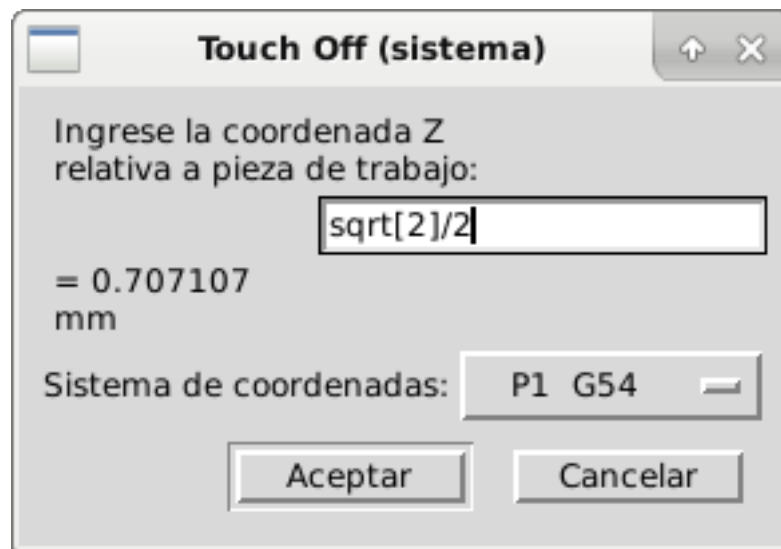 Touch Off (sistema)
Ingrese la coordenada Z
relativa a pieza de trabajo:
sqrt[2]/2
= 0.707107
mm
Sistema de coordenadas: P1 G54
Aceptar Cancelar